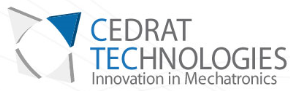 CEDRAT
TECHNOLOGIES
Innovation in Mechatronics